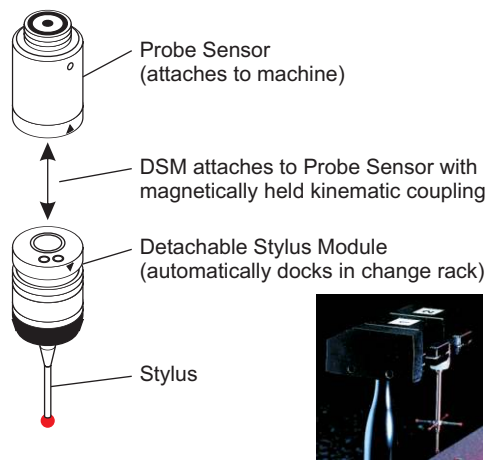 Probe Sensor
(attaches to machine)
DSM attaches to Probe Sensor with
magnetically held kinematic coupling
Detachable Stylus Module
(automatically docks in change rack)
Stylus